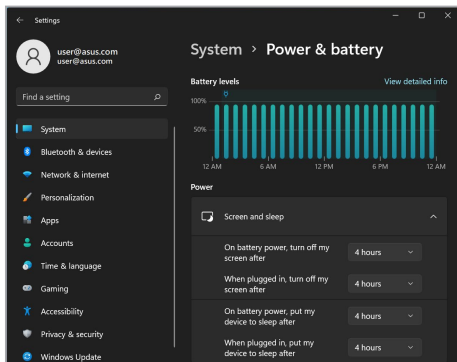 Settings
user@asus.com
user@asus.com
Find a setting
System
Bluetooth & devices
Network & internet
Personalization
Apps
Accounts
Time & language
Gaming
Accessibility
Privacy & security
Windows Update
System > Power & battery
Battery levels
View detailed info
100%
50%
12 AM 6 AM 12 PM 6 PM 12 AM
Power
Screen and sleep
On battery power, turn off my
screen after
4 hours
When plugged in, turn off my
screen after
4 hours
On battery power, put my
device to sleep after
4 hours
When plugged in, put my
device to sleep after
4 hours